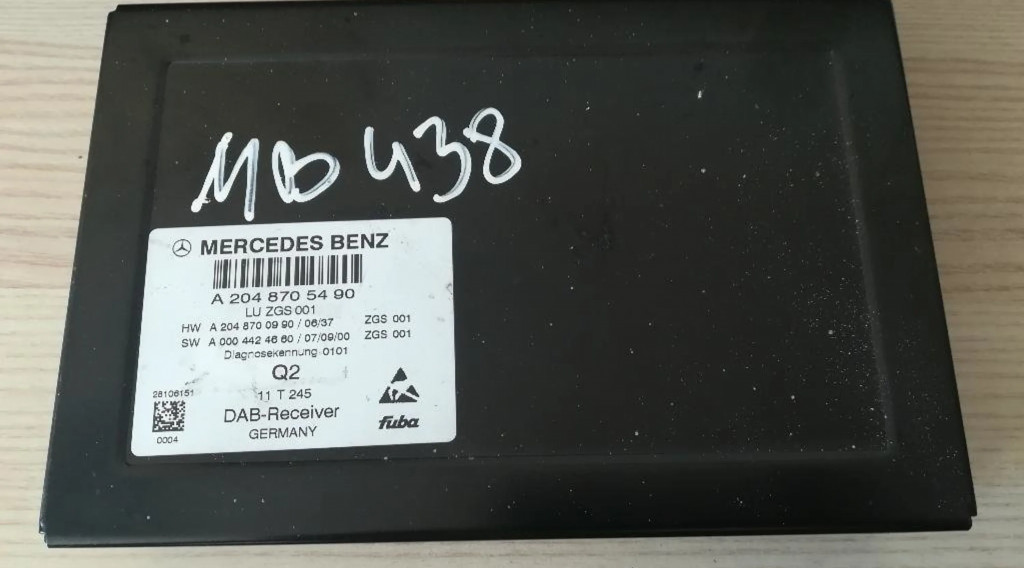 MB 438
MERCEDES BENZ
A 204 870 54 90
LU ZGS 001
HW A 204 870 09 90 / 06/37 ZGS 001
SW A 000 442 46 60 / 07/09/00 ZGS 001
Diagnosekennung 0101
Q2
28106151
11 T 245
DAB-Receiver
fuba
GERMANY
0004